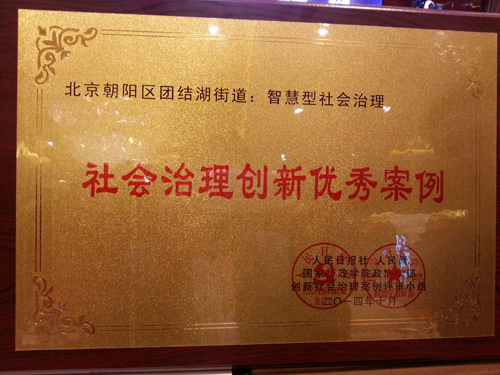 北京朝阳区团结湖街道：智慧型社会治理
社会治理创新优秀案例
人民日报社 人民网
国家行政学院政治学部
创新社会治理案例评审小组
二〇一四年十月